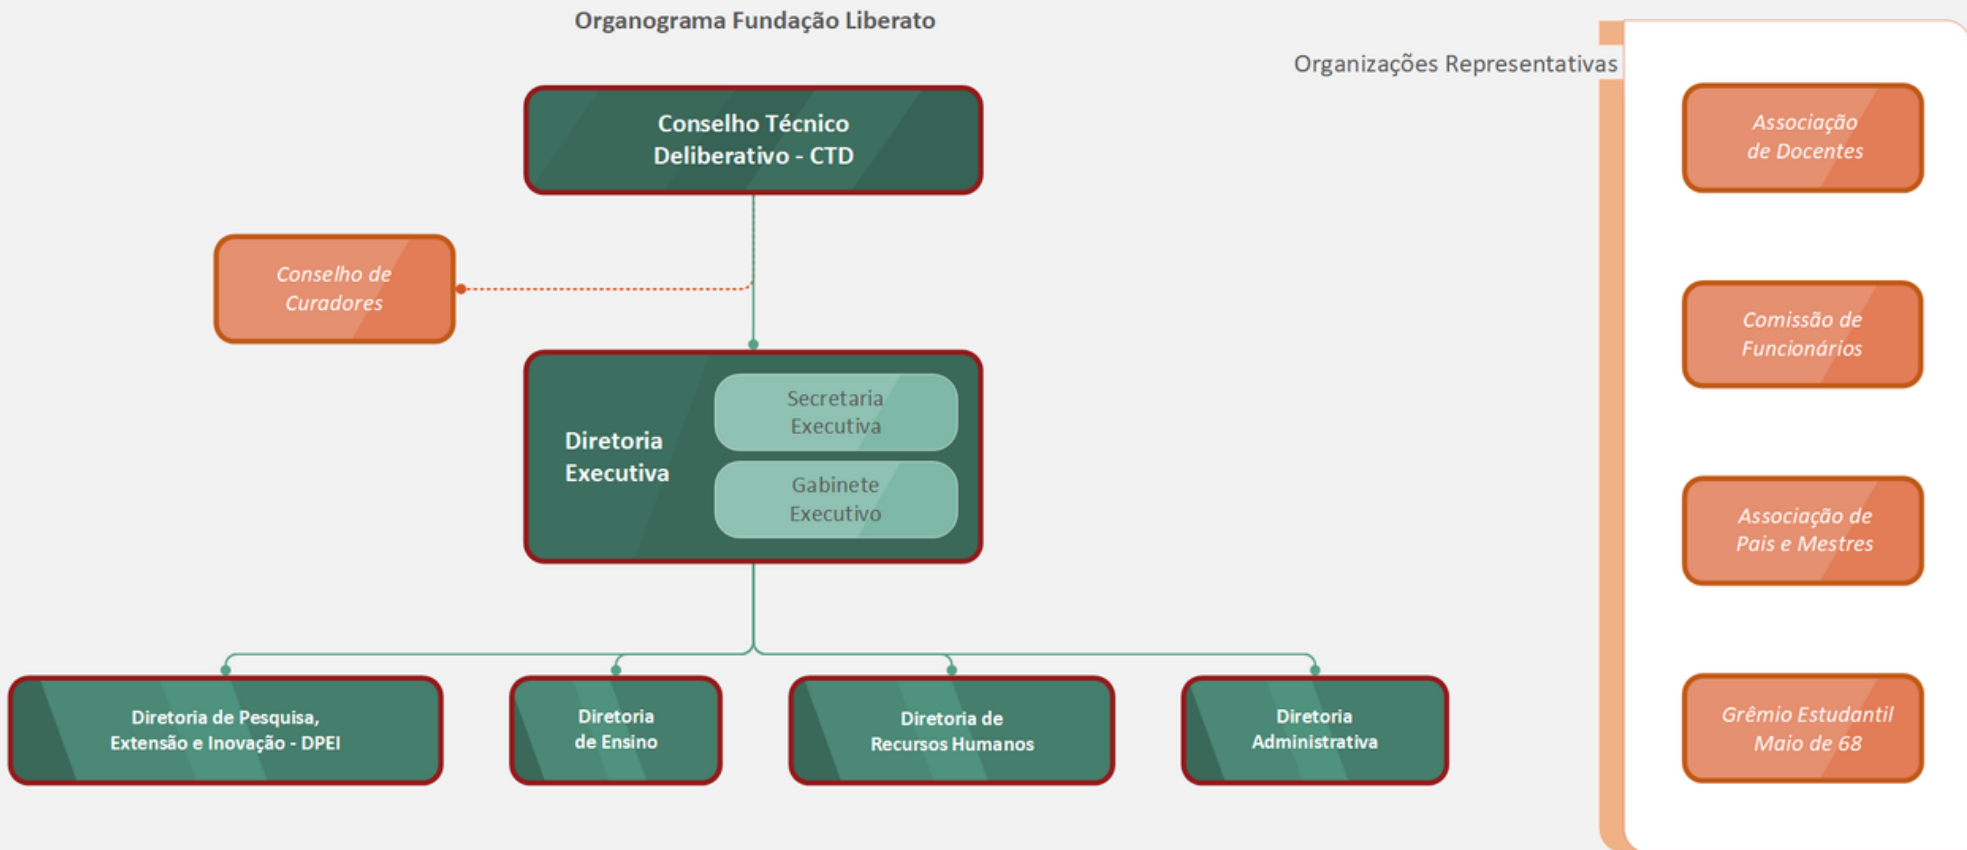 Organograma Fundação Liberato
Organizações Representativas
Conselho Técnico
Deliberativo - CTD
Conselho de
Curadores
Diretoria
Executiva
Secretaria
Executiva
Gabinete
Executivo
Diretoria de Pesquisa,
Extensão e Inovação - DPEI
Diretoria
de Ensino
Diretoria de
Recursos Humanos
Diretoria
Administrativa
Associação
de Docentes
Comissão de
Funcionários
Associação de
Pais e Mestres
Grêmio Estudantil
Maio de 68